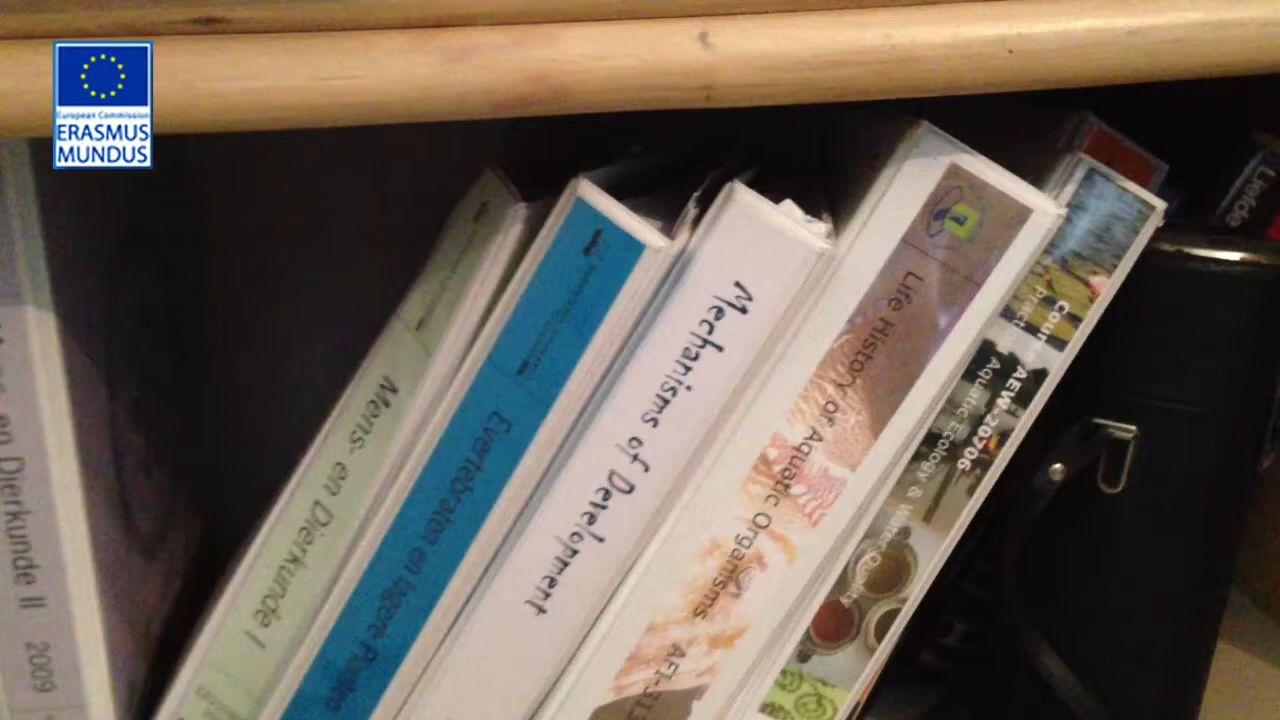 European Commission
ERASMUS
MUNDUS
en Dierkunde II 2009
Mens- en Dierkunde I
Evertebraten en lagere
Mechanisms of Development
Life History of Aquatic Organisms
AEW-20706
Aquatic Ecology & Water
Liefde